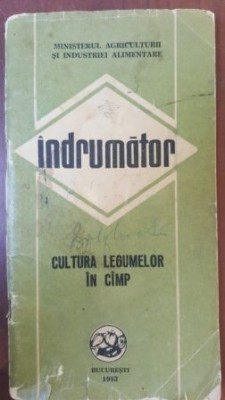 MINISTERUL AGRICULTURII
ȘI INDUSTRIEI ALIMENTARE
îndrumător
CULTURA LEGUMELOR
ÎN CÎMP
BUCUREȘTI
1983